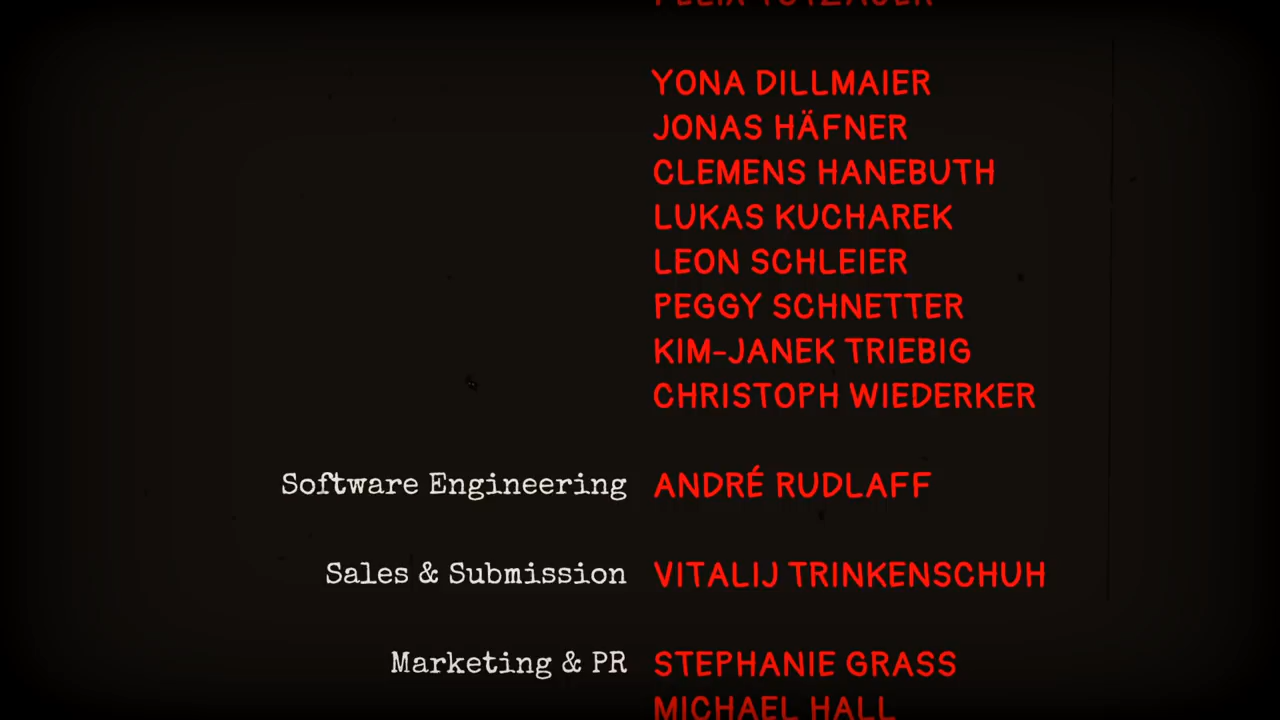 YONA DILLMAIER
JONAS HÄFNER
CLEMENS HANEBUTH
LUKAS KUCHAREK
LEON SCHLEIER
PEGGY SCHNETTER
KIM-JANEK TRIEBIG
CHRISTOPH WIEDERKER
Software Engineering ANDRÉ RUDLAFF
Sales & Submission VITALIJ TRINKENSCHUH
Marketing & PR STEPHANIE GRASS
MICHAEL HALL